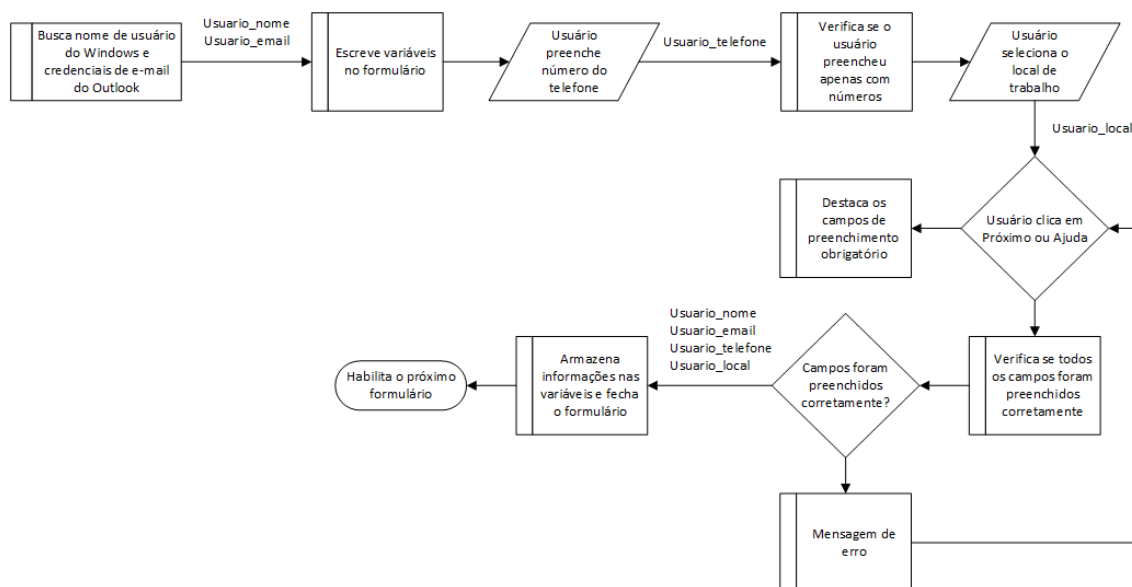 Busca nome de usuário
do Windows e
credenciais de e-mail
do Outlook
Usuario_nome
Usuario_email
Escreve variáveis
no formulário
Usuário
preenche
número do
telefone
Usuario_telefone
Verifica se o
usuário
preencheu
apenas com
números
Usuário
seleciona o
local de
trabalho
Usuario_local
Usuário clica em
Próximo ou Ajuda
Destaca os
campos de
preenchimento
obrigatório
Verifica se todos
os campos foram
preenchidos
corretamente
Campos foram
preenchidos
corretamente?
Usuario_nome
Usuario_email
Usuario_telefone
Usuario_local
Armazena
informações nas
variáveis e fecha
o formulário
Habilita o próximo
formulário
Mensagem de
erro